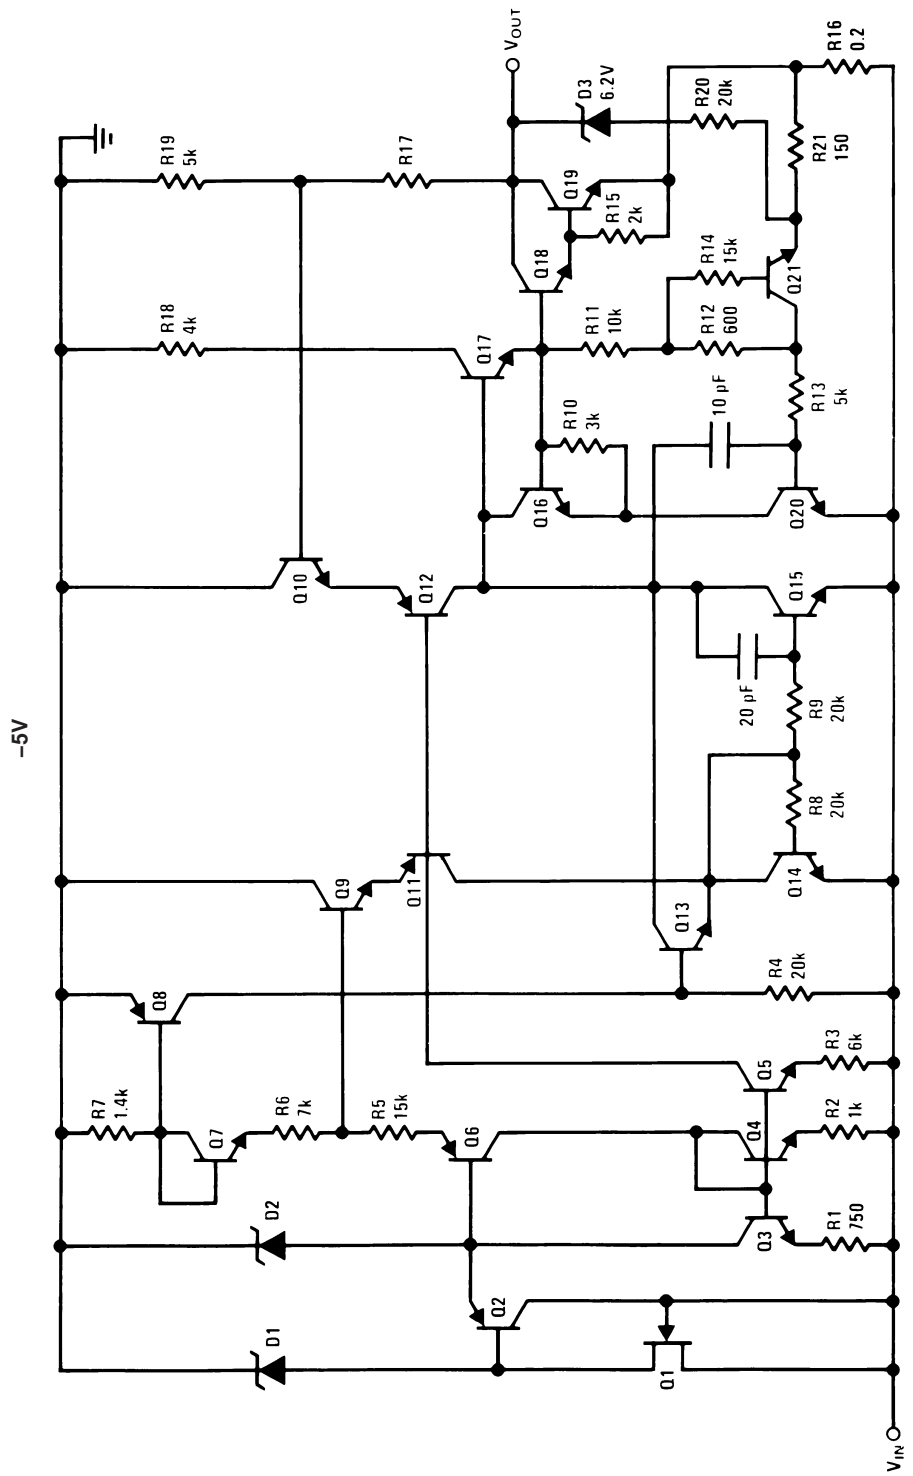 –5V
R7
1.4k
R19
5k
R18
4k
R17
VOUT
Q8
Q7
R6
7k
Q9
Q10
D2
D1
R5
15k
Q6
Q11
Q12
Q17
Q18
Q19
D3
6.2V
R15
2k
R20
20k
Q2
Q16
R10
3k
R11
10k
R14
15k
R12
600
Q21
R21
150
R16
0.2
Q1
Q13
20 pF
10 pF
Q3
Q4
Q5
R4
20k
Q14
R8
20k
R9
20k
Q15
Q20
R13
5k
R1
750
R2
1k
R3
6k
VIN